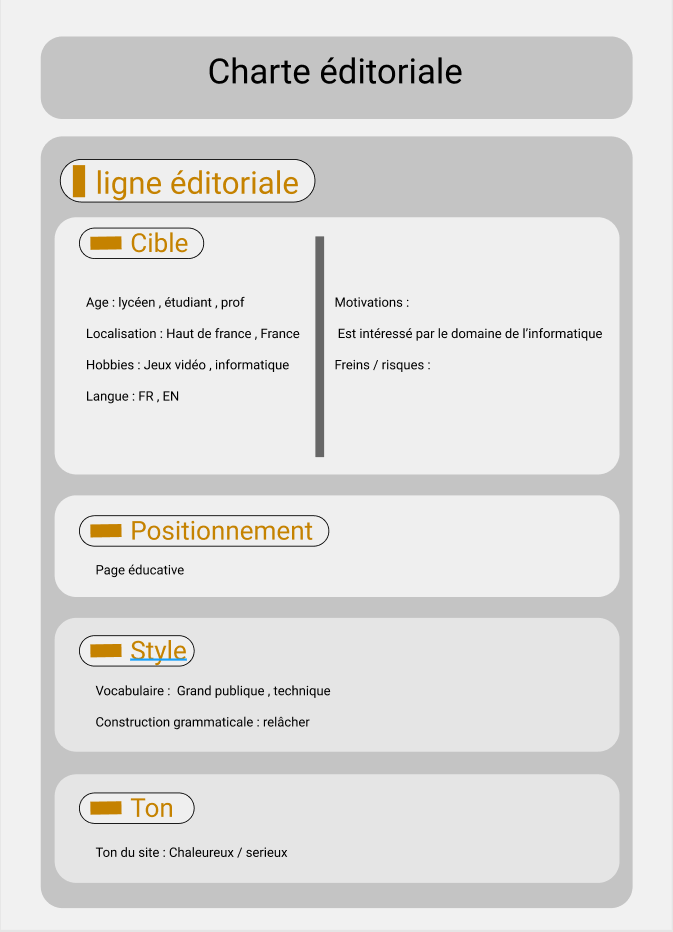 Charte éditoriale
ligne éditoriale
Cible
Age : lycéen , étudiant , prof
Localisation : Haut de france , France
Hobbies : Jeux vidéo , informatique
Langue : FR , EN
Motivations :
Est intéressé par le domaine de l'informatique
Freins / risques :
Positionnement
Page éducative
Style
Vocabulaire :  Grand publique , technique
Construction grammaticale : relâcher
Ton
Ton du site : Chaleureux / serieux